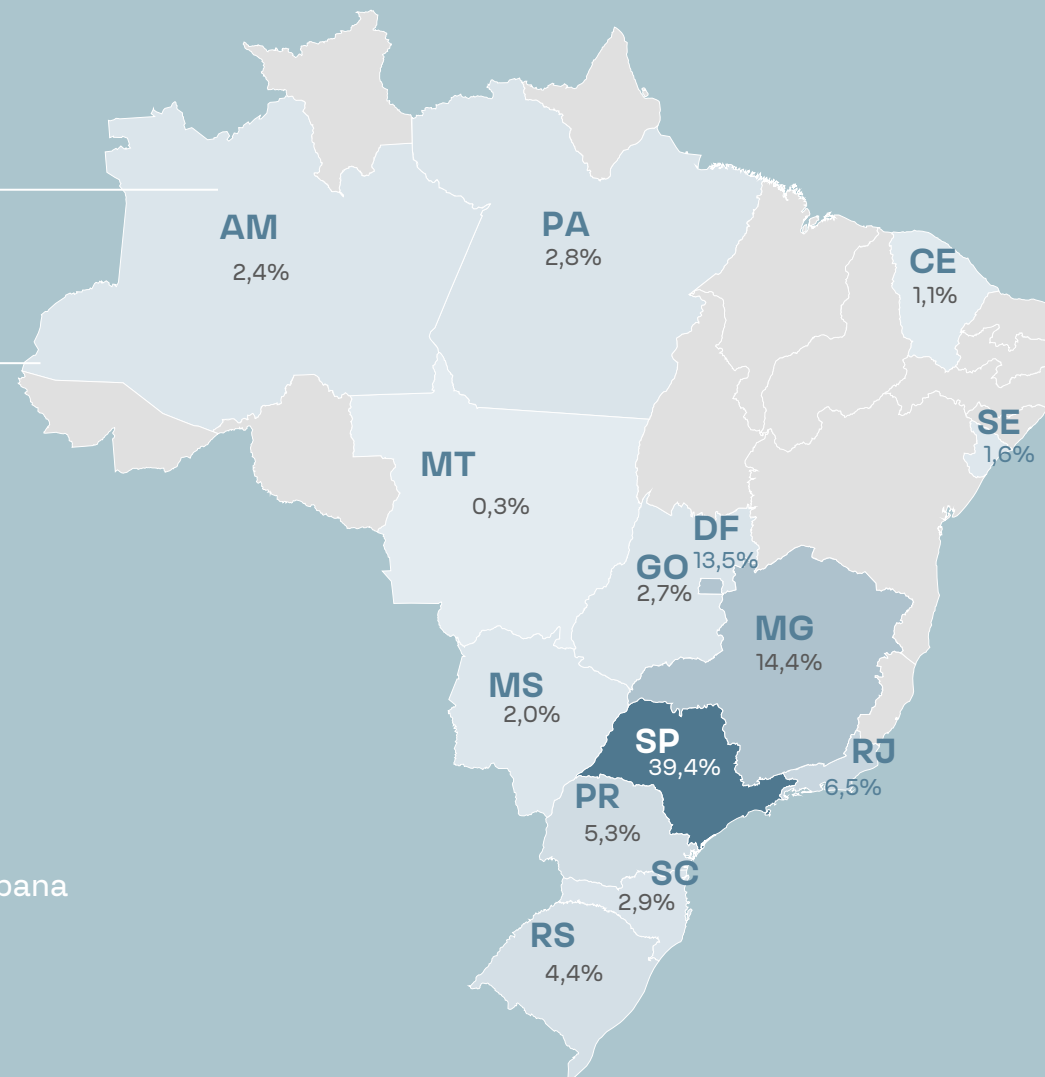 AM
2,4%
PA
2,8%
CE
1,1%
SE
1,6%
MT
0,3%
DF
13,5%
GO
2,7%
MG
14,4%
MS
2,0%
SP
39,4%
RJ
6,5%
PR
5,3%
SC
2,9%
pana
RS
4,4%